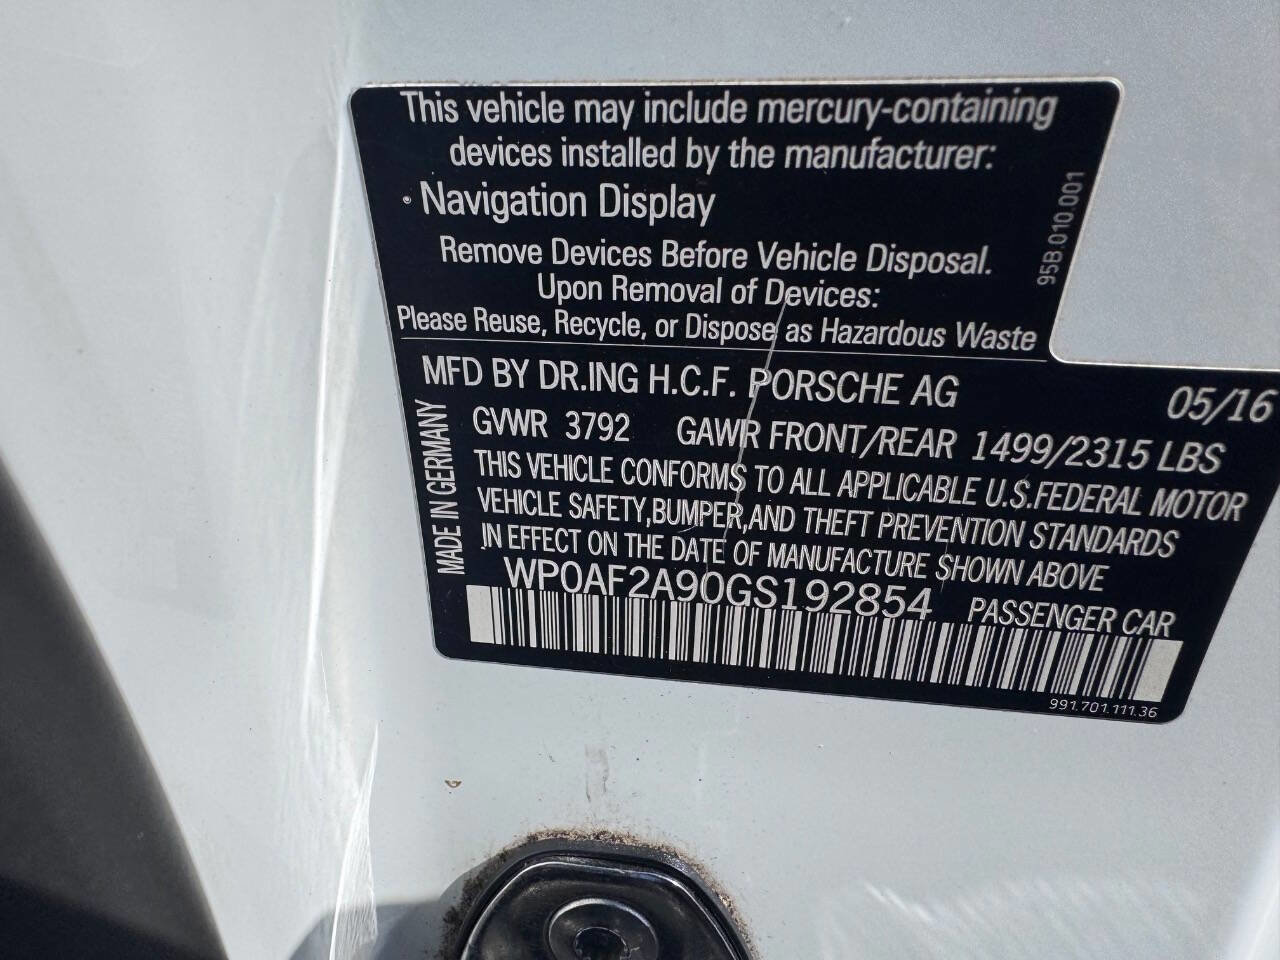 This vehicle may include mercury-containing
devices installed by the manufacturer:
• Navigation Display
Remove Devices Before Vehicle Disposal.
Upon Removal of Devices:
Please Reuse, Recycle, or Dispose as Hazardous Waste
95B.010.001
MFD BY DR.ING H.C.F. PORSCHE AG 05/16
GVWR 3792 GAWR FRONT/REAR 1499/2315 LBS
THIS VEHICLE CONFORMS TO ALL APPLICABLE U.S.FEDERAL MOTOR
VEHICLE SAFETY,BUMPER,AND THEFT PREVENTION STANDARDS
IN EFFECT ON THE DATE OF MANUFACTURE SHOWN ABOVE
WP0AF2A90GS192854 PASSENGER CAR
MADE IN GERMANY
991.701.111.36